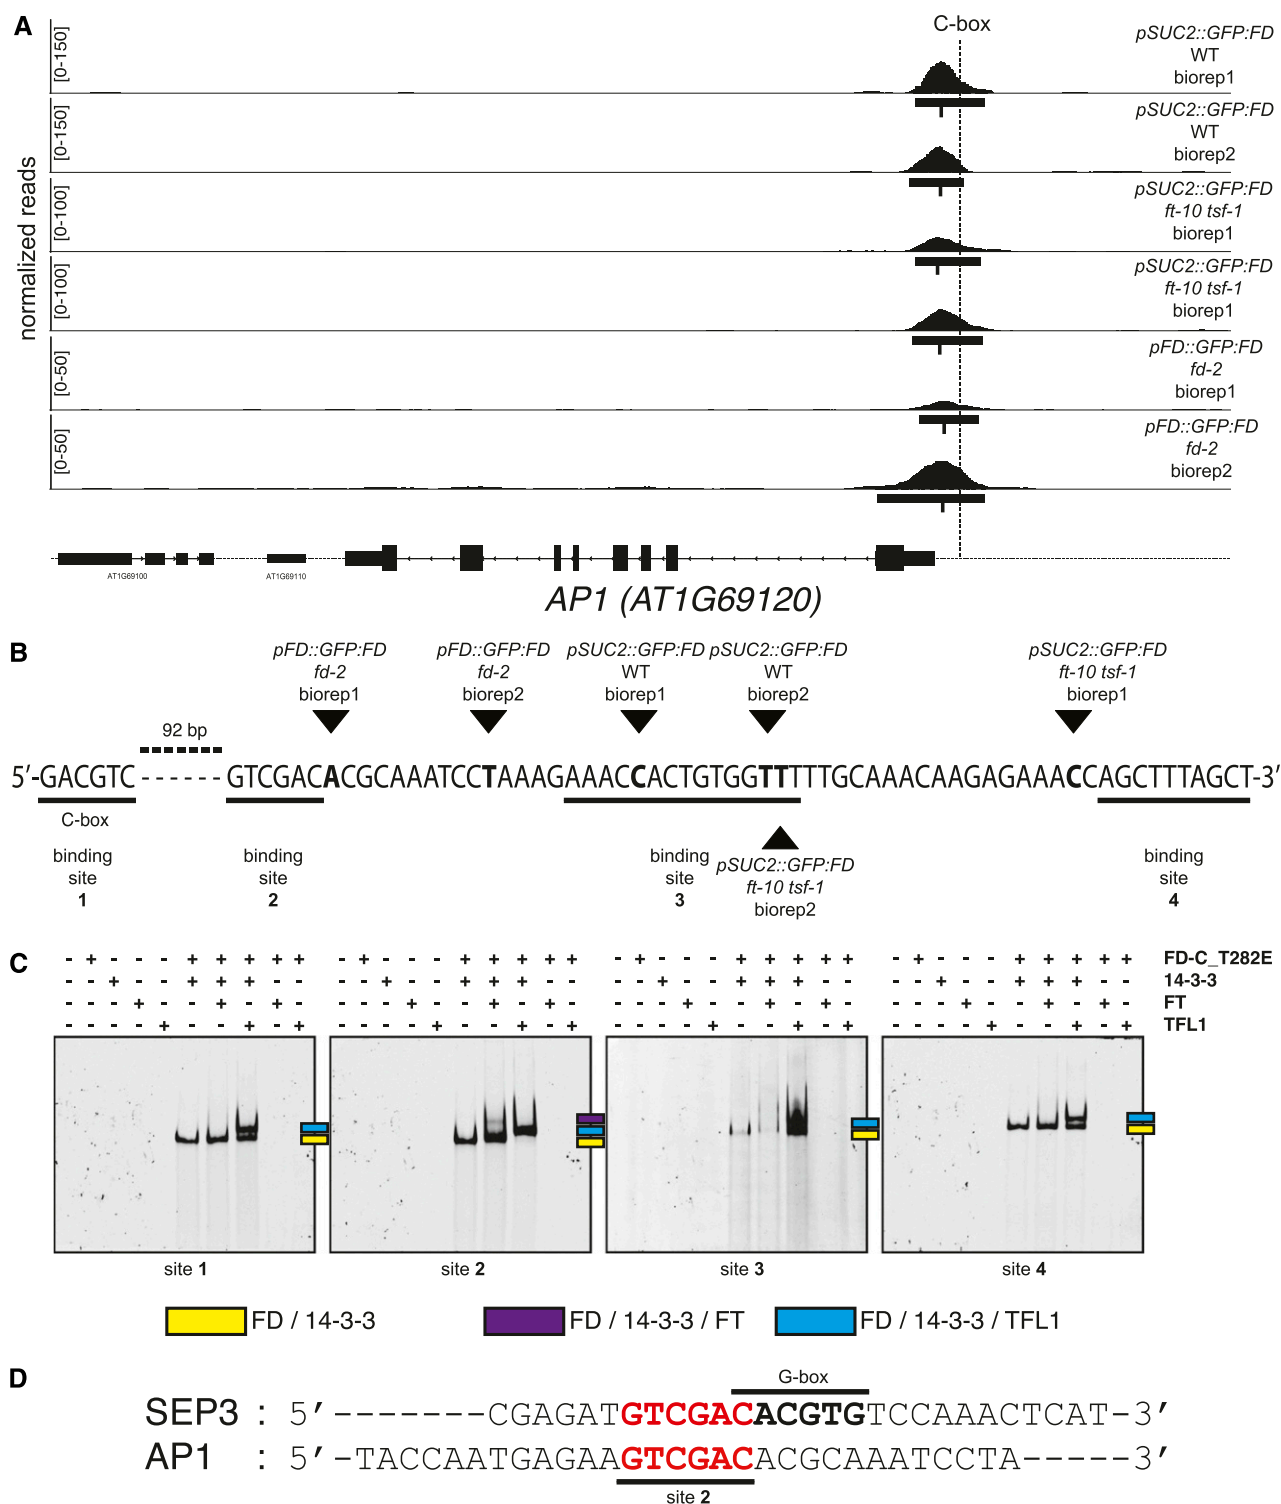 A
C-box
normalized reads
[0-150]
pSUC2::GFP:FD
WT
biorep1
[0-150]
pSUC2::GFP:FD
WT
biorep2
[0-100]
pSUC2::GFP:FD
ft-10 tsf-1
biorep1
[0-100]
pSUC2::GFP:FD
ft-10 tsf-1
biorep1
[0-50]
pFD::GFP:FD
fd-2
biorep1
[0-50]
pFD::GFP:FD
fd-2
biorep2
AT1G69100
AT1G69110
AP1 (AT1G69120)
B
pFD::GFP:FD pFD::GFP:FD pSUC2::GFP:FD pSUC2::GFP:FD pSUC2::GFP:FD
fd-2 fd-2 WT WT ft-10 tsf-1
biorep1 biorep2 biorep1 biorep2 biorep1
92 bp
5′-GACGTC------GTCGACACGCAAATCCTAAAGAAACCACTGTGGTTTTTGCAAACAAGAGAAACCAGCTTTAGCT-3′
C-box
binding site 1
binding site 2
binding site 3
pSUC2::GFP:FD
ft-10 tsf-1
biorep2
binding site 4
C
- + - - - + + + + + - + - - - + + + + + - + - - - + + + + + - + - - - + + + + + FD-C_T282E
- - + - - + + + - - - - + - - + + + - - - - + - - + + + - - - - + - - + + + - - 14-3-3
- - - + - - + - + - - - - + - - + - + - - - - + - - + - + - - - - + - - + - + - FT
- - - - + - - + - + - - - - + - - + - + - - - - + - - + - + - - - - + - - + - + TFL1
site 1
site 2
site 3
site 4
FD / 14-3-3
FD / 14-3-3 / FT
FD / 14-3-3 / TFL1
D
G-box
SEP3 : 5′-------CGAGATGTCGACACGTGTCCAAACTCAT-3′
AP1 : 5′-TACCAATGAGAAGTCGACACGCAAATCCTA-----3′
site 2